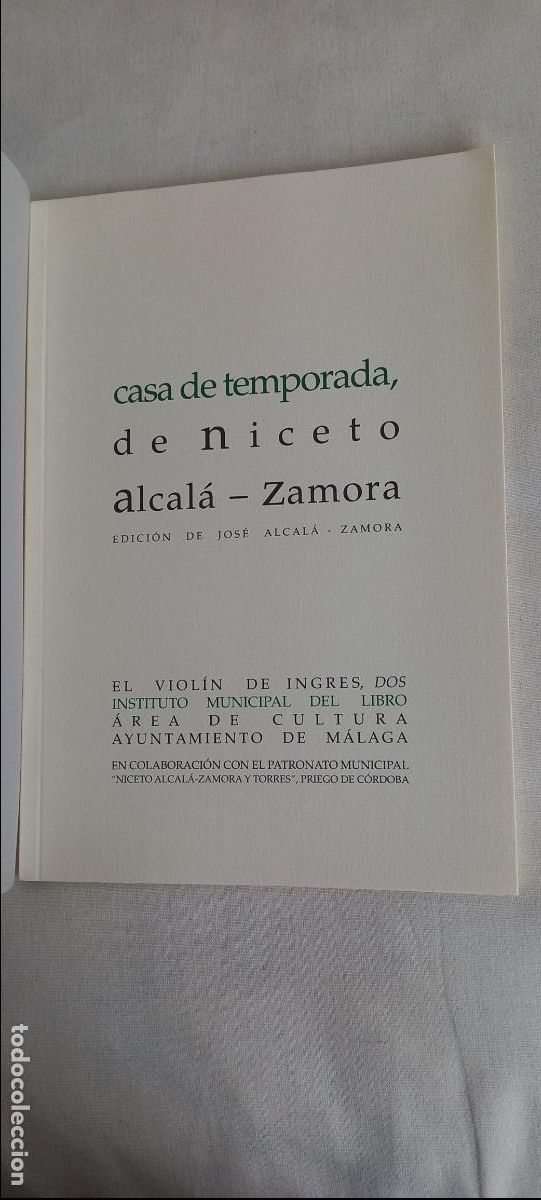 casa de temporada,
de niceto
alcalá – Zamora
EDICIÓN DE JOSÉ ALCALÁ - ZAMORA
EL VIOLÍN DE INGRES, DOS
INSTITUTO MUNICIPAL DEL LIBRO
ÁREA DE CULTURA
AYUNTAMIENTO DE MÁLAGA
EN COLABORACIÓN CON EL PATRONATO MUNICIPAL
"NICETO ALCALÁ-ZAMORA Y TORRES", PRIEGO DE CÓRDOBA
todocoleccion